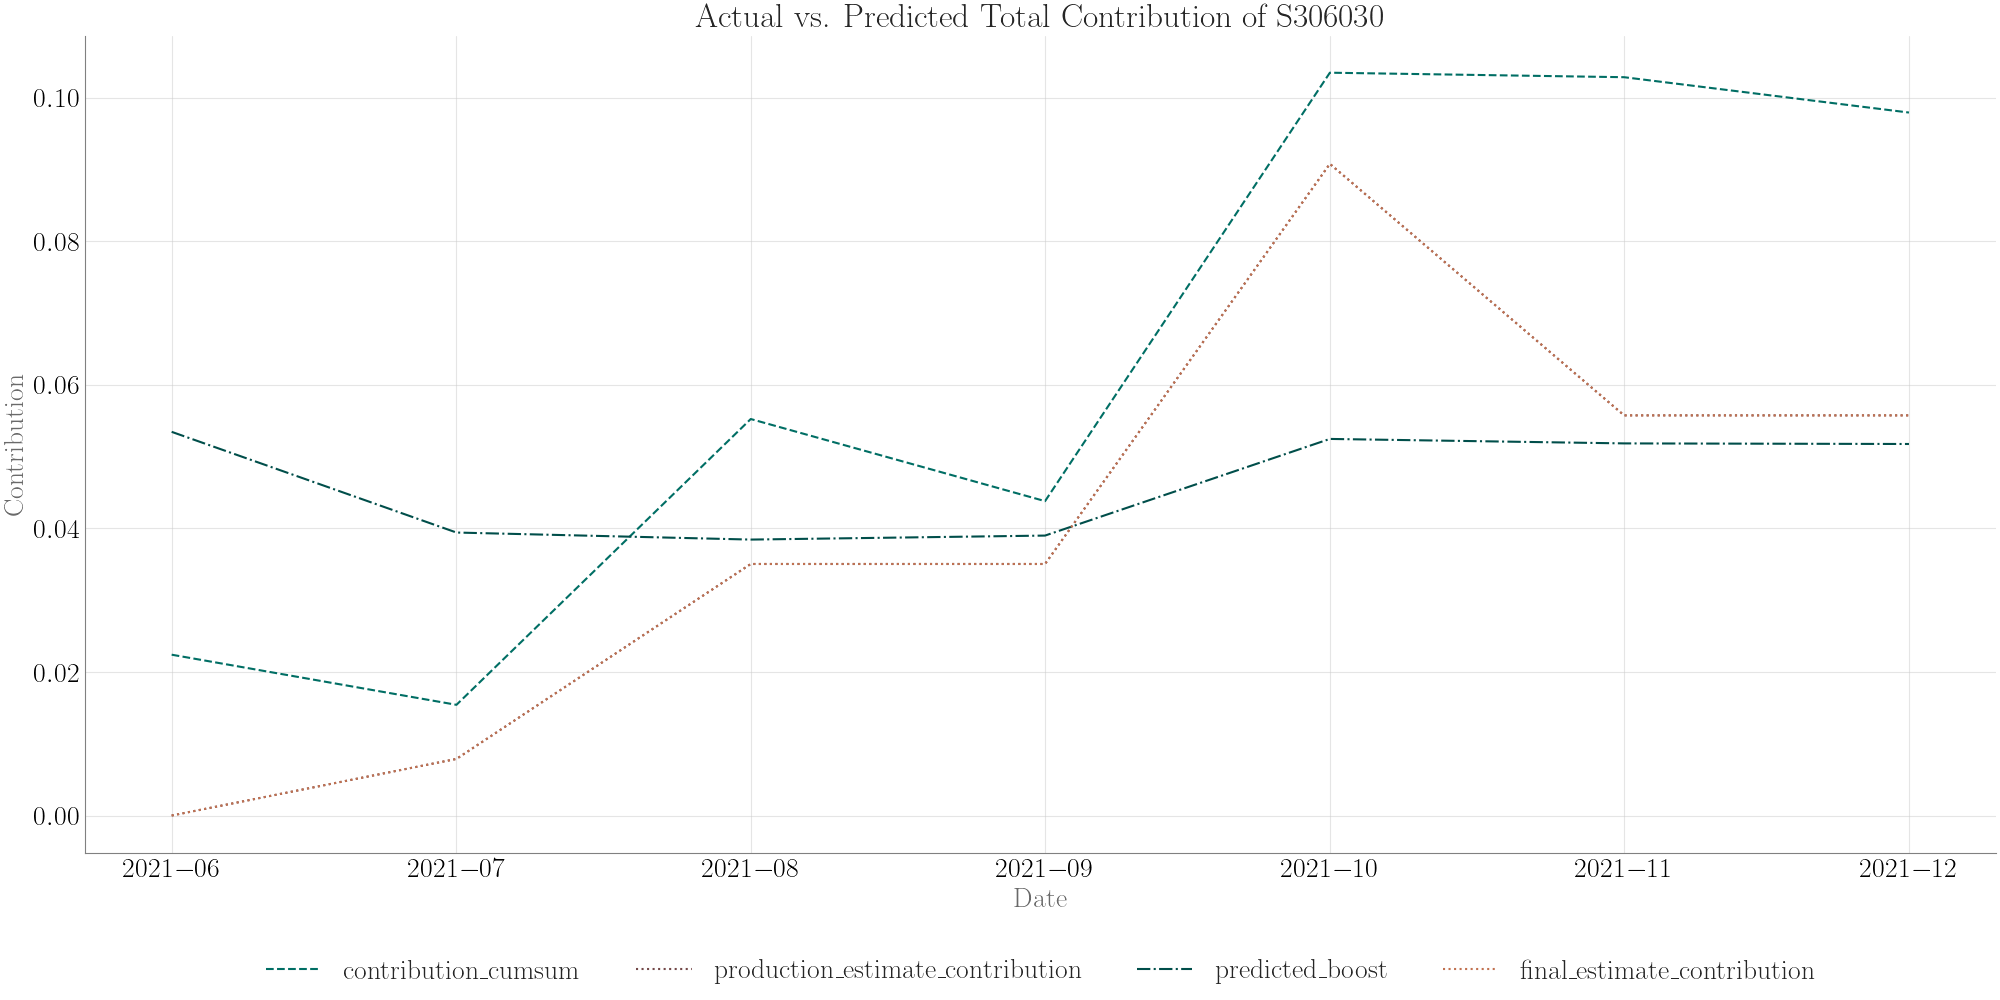 Actual vs. Predicted Total Contribution of S306030
Contribution
0.10
0.08
0.06
0.04
0.02
0.00
2021−06 2021−07 2021−08 2021−09 2021−10 2021−11 2021−12
Date
contribution_cumsum production_estimate_contribution predicted_boost final_estimate_contribution